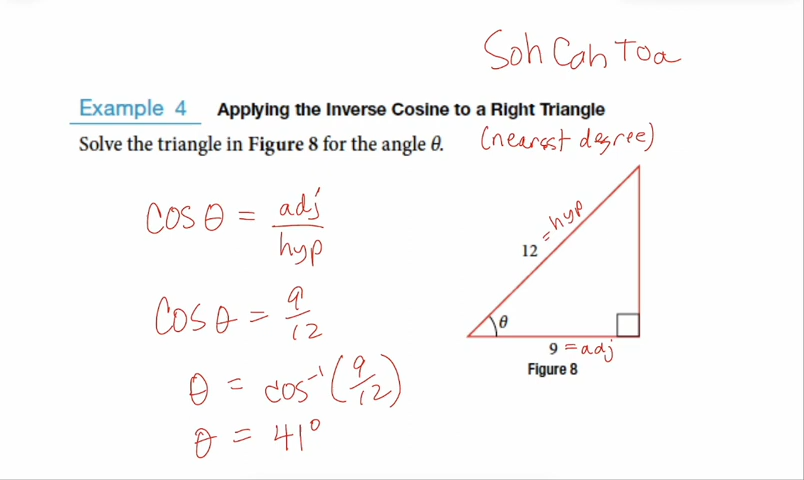 Soh Cah Toa
Example 4 Applying the Inverse Cosine to a Right Triangle
Solve the triangle in Figure 8 for the angle θ. (nearest degree)
cos θ = adj/hyp
12 = hyp
cos θ = 9/12
θ
9 = adj
Figure 8
θ = cos⁻¹(9/12)
θ = 41°